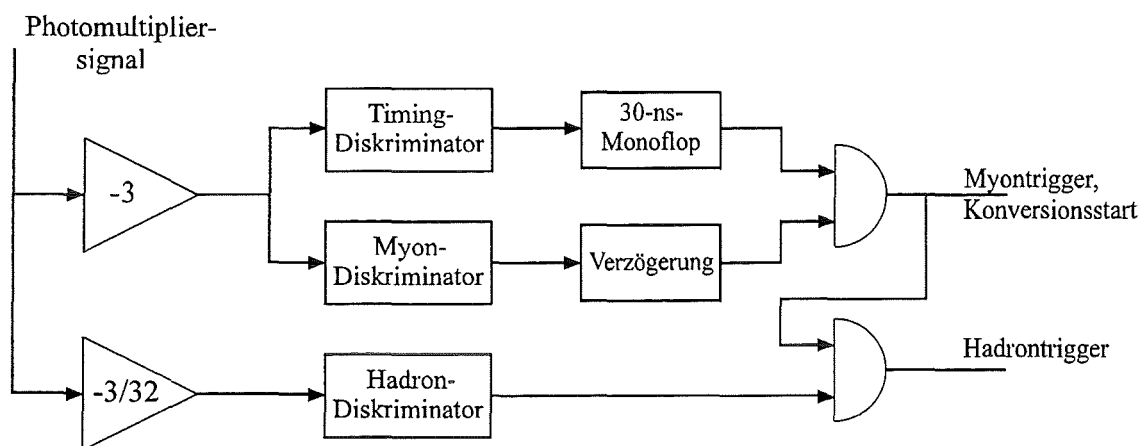 Photomultiplier-
signal
Timing-
Diskriminator
30-ns-
Monoflop
-3
Myontrigger,
Konversionsstart
Myon-
Diskriminator
Verzögerung
-3/32
Hadron-
Diskriminator
Hadrontrigger